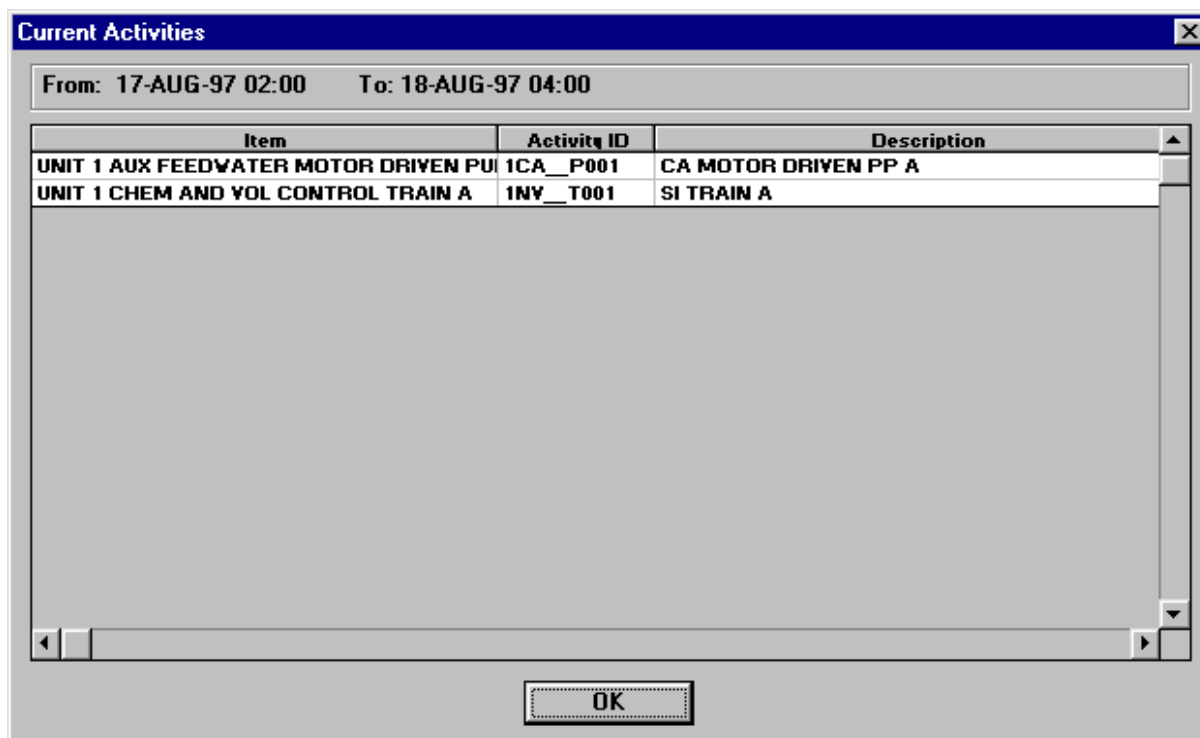 Current Activities
From: 17-AUG-97 02:00 To: 18-AUG-97 04:00
Item Activity ID Description
UNIT 1 AUX FEEDWATER MOTOR DRIVEN PU 1CA__P001 CA MOTOR DRIVEN PP A
UNIT 1 CHEM AND VOL CONTROL TRAIN A 1NV__T001 SI TRAIN A
OK